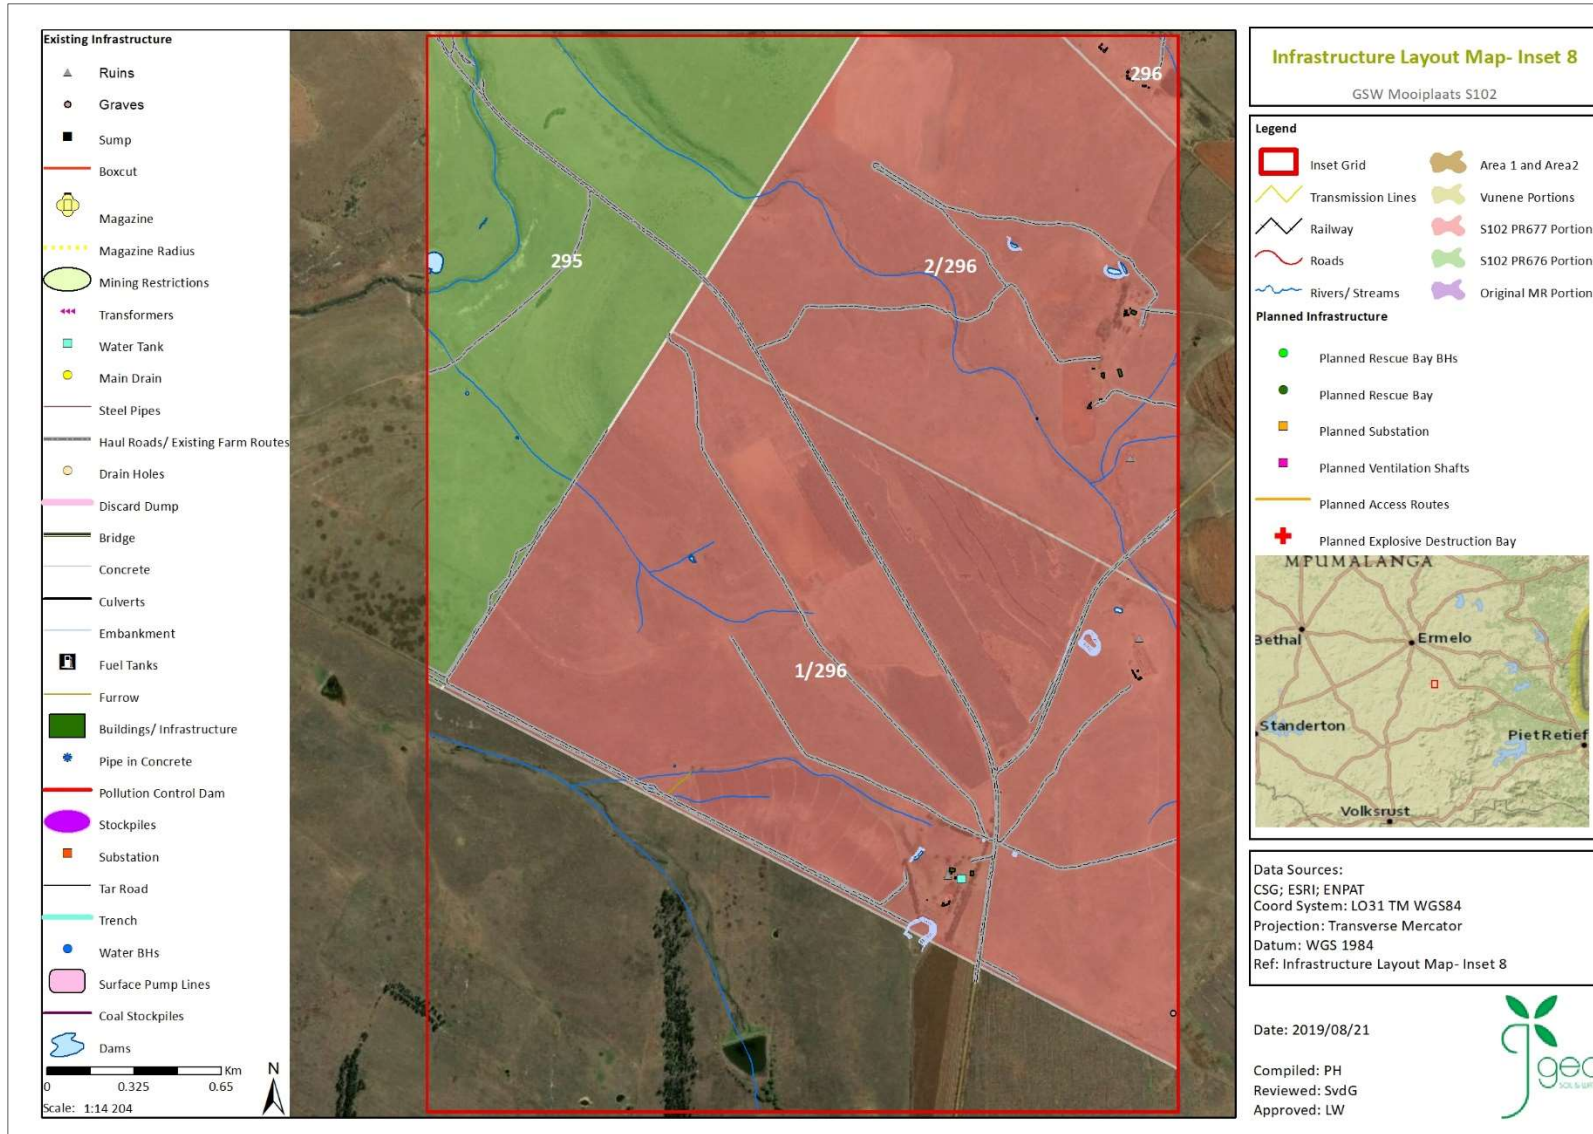 Existing Infrastructure
Ruins
Graves
Sump
Boxcut
Magazine
Magazine Radius
Mining Restrictions
Transformers
Water Tank
Main Drain
Steel Pipes
Haul Roads/ Existing Farm Routes
Drain Holes
Discard Dump
Bridge
Concrete
Culverts
Embankment
Fuel Tanks
Furrow
Buildings/ Infrastructure
Pipe in Concrete
Pollution Control Dam
Stockpiles
Substation
Tar Road
Trench
Water BHs
Surface Pump Lines
Coal Stockpiles
Dams
Km
0 0.325 0.65
Scale: 1:14 204
N
296
295
2/296
1/296
Infrastructure Layout Map- Inset 8
GSW Mooiplaats S102
Legend
Inset Grid
Transmission Lines
Railway
Roads
Rivers/ Streams
Area 1 and Area2
Vunene Portions
S102 PR677 Portion
S102 PR676 Portion
Original MR Portion
Planned Infrastructure
Planned Rescue Bay BHs
Planned Rescue Bay
Planned Substation
Planned Ventilation Shafts
Planned Access Routes
Planned Explosive Destruction Bay
MPUMALANGA
Bethal
Ermelo
Standerton
Piet Retief
Volksrust
Data Sources:
CSG; ESRI; ENPAT
Coord System: LO31 TM WGS84
Projection: Transverse Mercator
Datum: WGS 1984
Ref: Infrastructure Layout Map- Inset 8
Date: 2019/08/21
Compiled: PH
Reviewed: SvdG
Approved: LW
geo